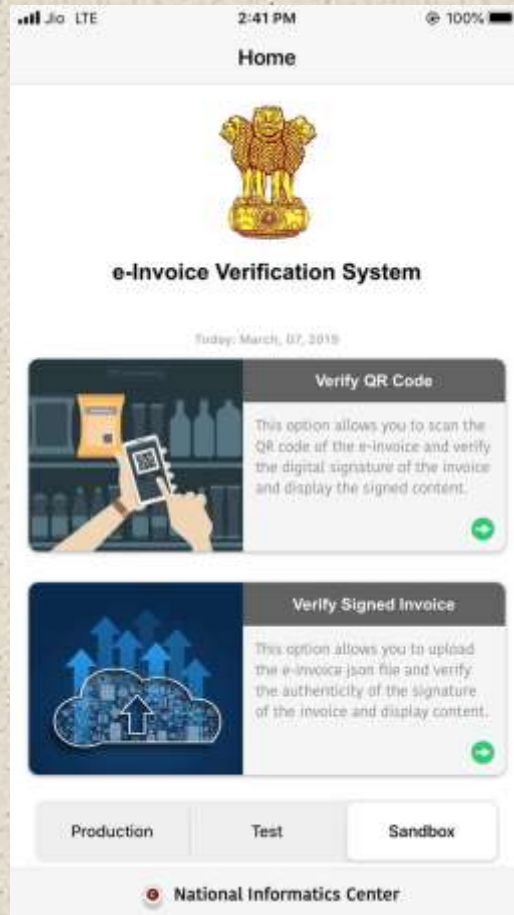 Jio LTE 2:41 PM 100%
Home
e-Invoice Verification System
Today: March, 07, 2019
Verify QR Code
This option allows you to scan the
QR code of the e-invoice and verify
the digital signature of the invoice
and display the signed content.
Verify Signed Invoice
This option allows you to upload
the e-invoice json file and verify
the authenticity of the signature
of the invoice and display content.
Production Test Sandbox
National Informatics Center